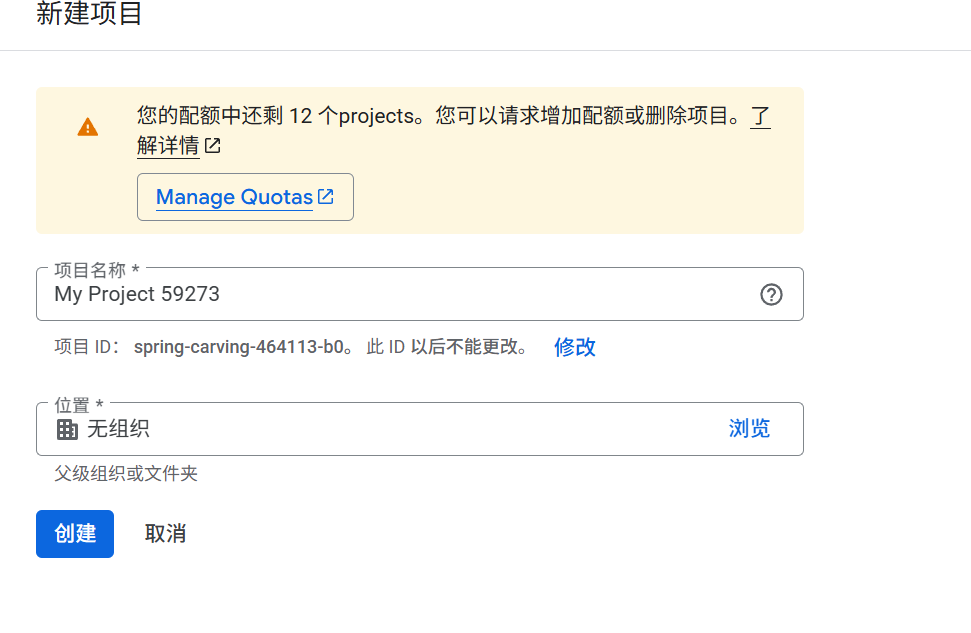 新建项目
您的配额中还剩 12 个projects。您可以请求增加配额或删除项目。了
解详情
Manage Quotas
项目名称 *
My Project 59273
项目 ID： spring-carving-464113-b0。 此 ID 以后不能更改。 修改
位置 *
无组织 浏览
父级组织或文件夹
创建 取消